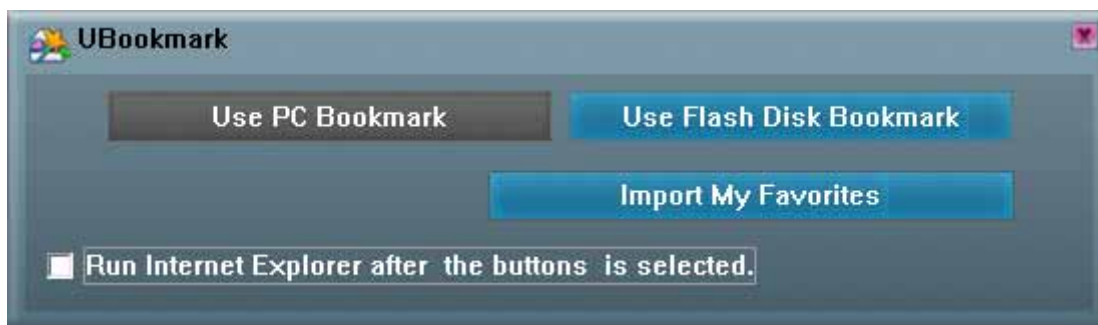 UBookmark
Use PC Bookmark
Use Flash Disk Bookmark
Import My Favorites
Run Internet Explorer after the buttons is selected.